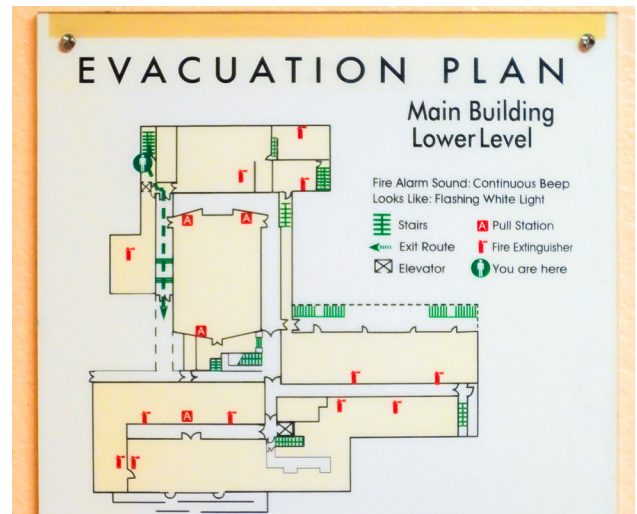 EVACUATION PLAN
Main Building
Lower Level
Fire Alarm Sound: Continuous Beep
Looks Like: Flashing White Light
Stairs
A Pull Station
Exit Route
Fire Extinguisher
Elevator
You are here
A
A
A
A